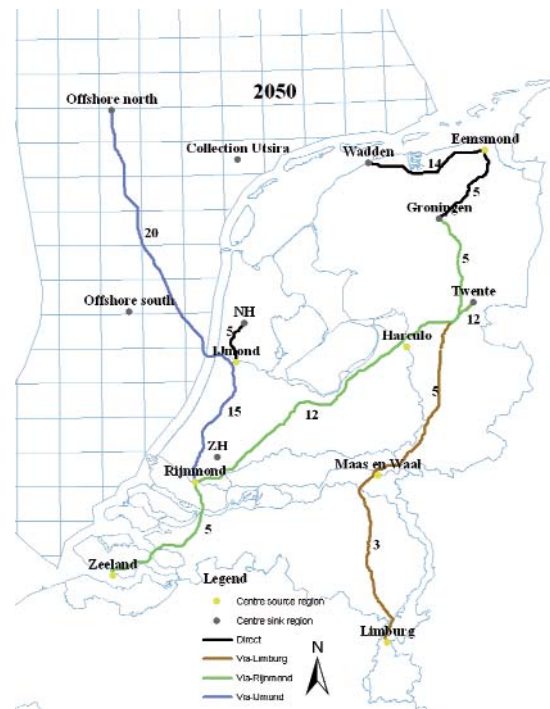 2050
Offshore north
Collection Utsira
Eemsmond
Wadden
14
5
Groningen
20
5
Offshore south
NH
Twente
12
5
IJmond
Harculo
5
15
12
ZH
Rijnmond
Maas en Waal
5
3
Zeeland
Legend
Centre source region
Centre sink region
Direct
Via-Limburg
Via-Rijnmond
Via-IJmond
N
Limburg